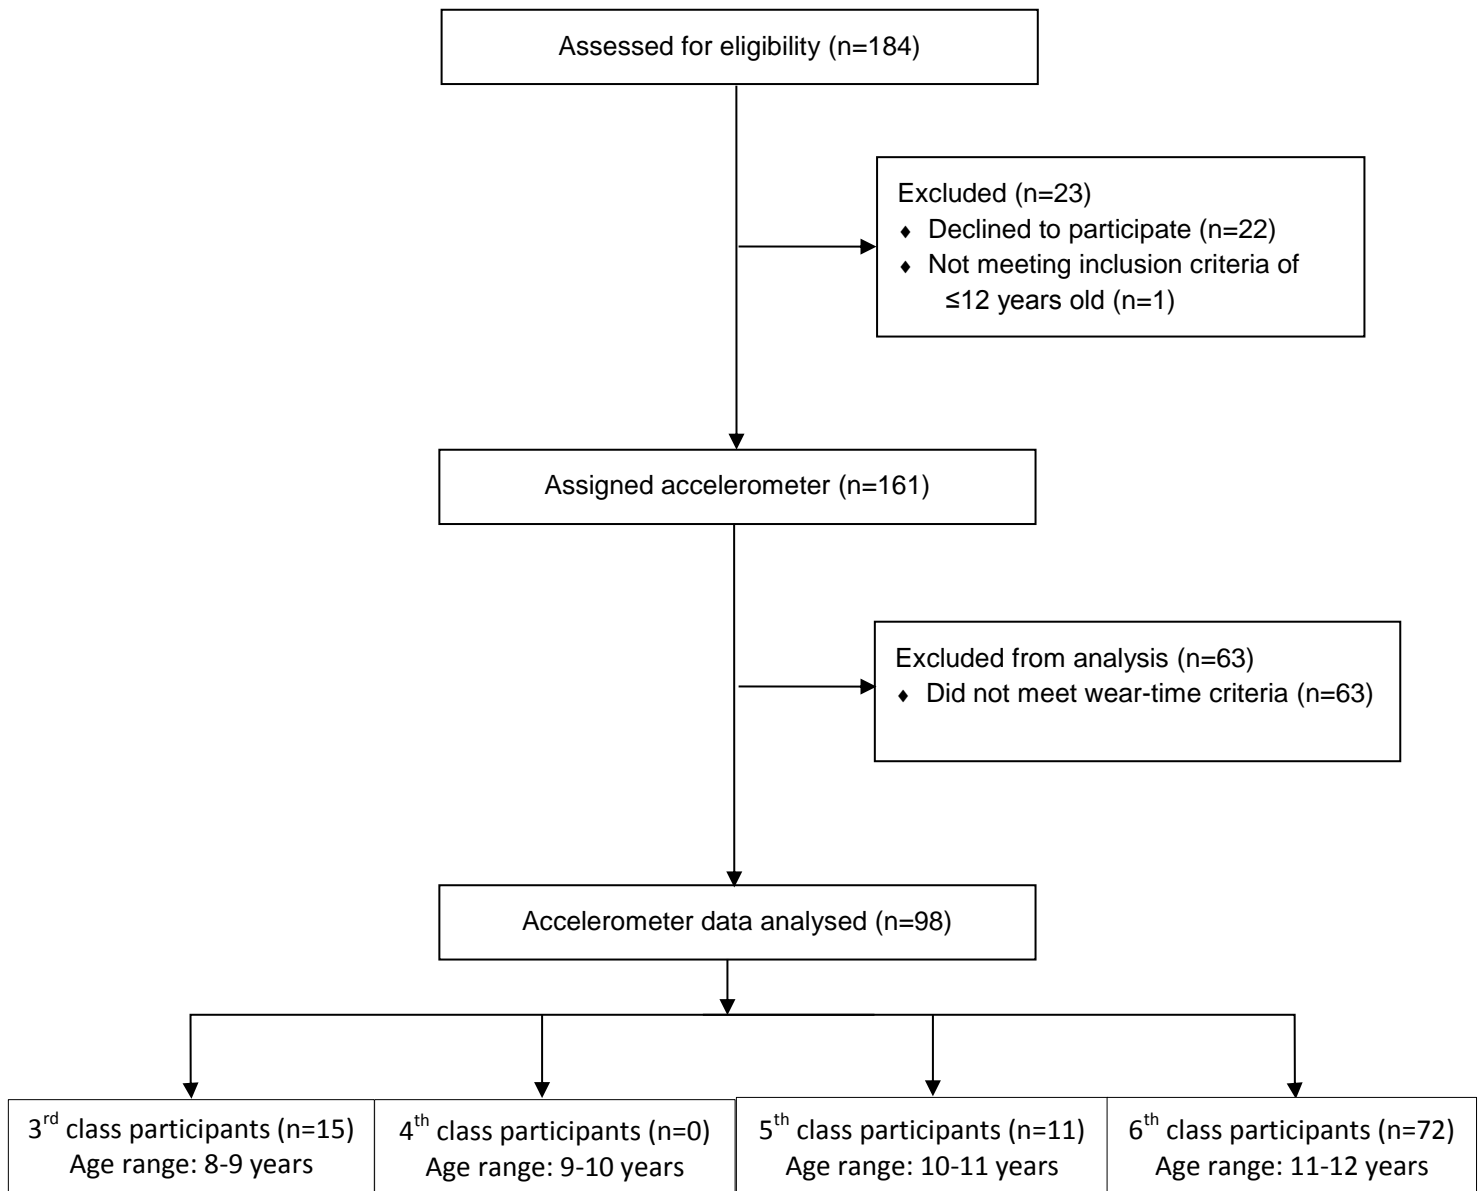 Assessed for eligibility (n=184)
Excluded (n=23)
⬧ Declined to participate (n=22)
⬧ Not meeting inclusion criteria of
≤12 years old (n=1)
Assigned accelerometer (n=161)
Excluded from analysis (n=63)
⬧ Did not meet wear-time criteria (n=63)
Accelerometer data analysed (n=98)
3rd class participants (n=15)
Age range: 8-9 years
4th class participants (n=0)
Age range: 9-10 years
5th class participants (n=11)
Age range: 10-11 years
6th class participants (n=72)
Age range: 11-12 years